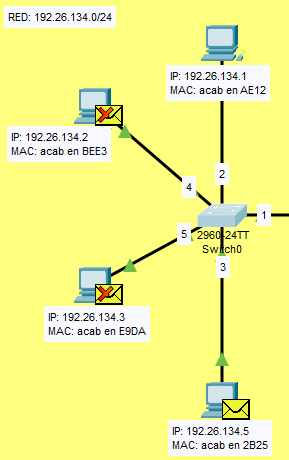 RED: 192.26.134.0/24
IP: 192.26.134.1
MAC: acab en AE12
IP: 192.26.134.2
MAC: acab en BEE3
4
2
1
5
2960-24TT
Switch0
3
IP: 192.26.134.3
MAC: acab en E9DA
IP: 192.26.134.5
MAC: acab en 2B25